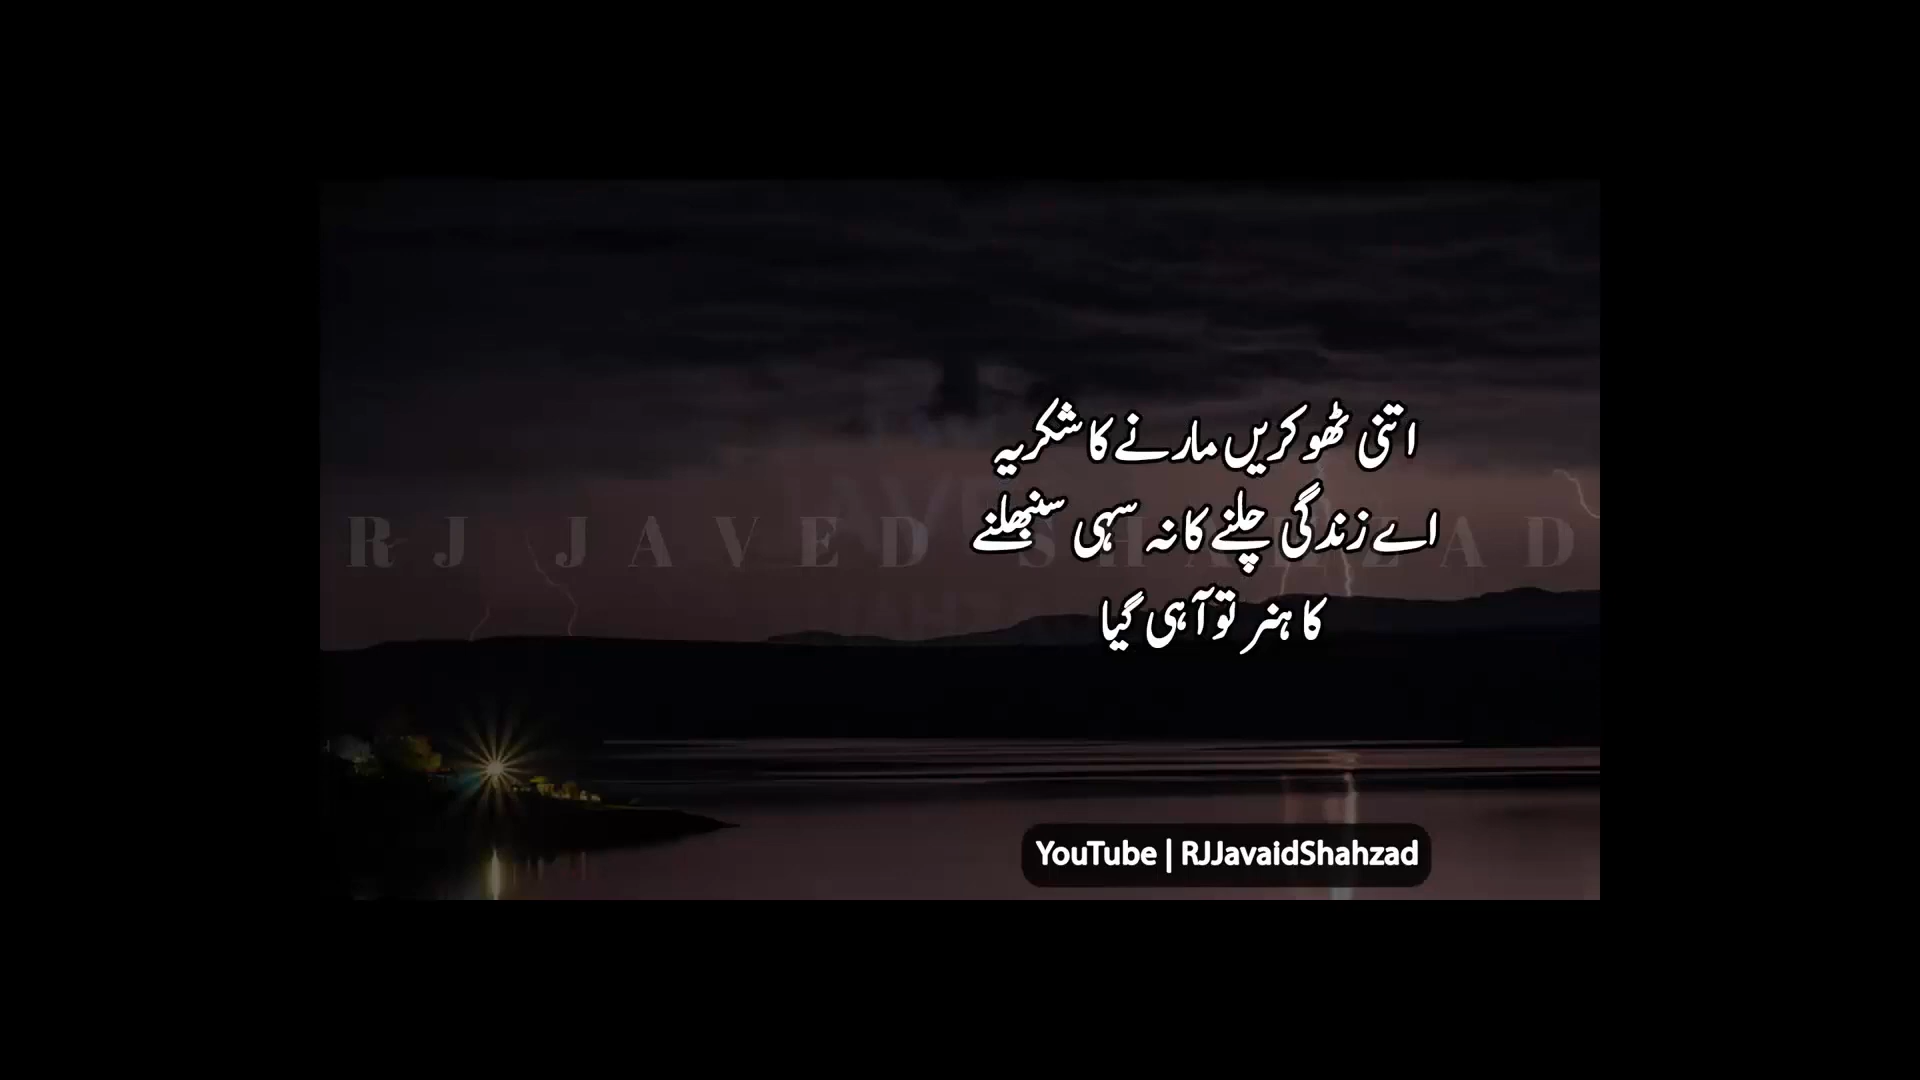 اتنی ٹھوکریں مارنے کا شکریہ
اے زندگی چلنے کا نہ سہی سنبھلنے
کا ہنر تو آہی گیا
RJ JAVED SHAHZAD
YouTube | RJJavaidShahzad